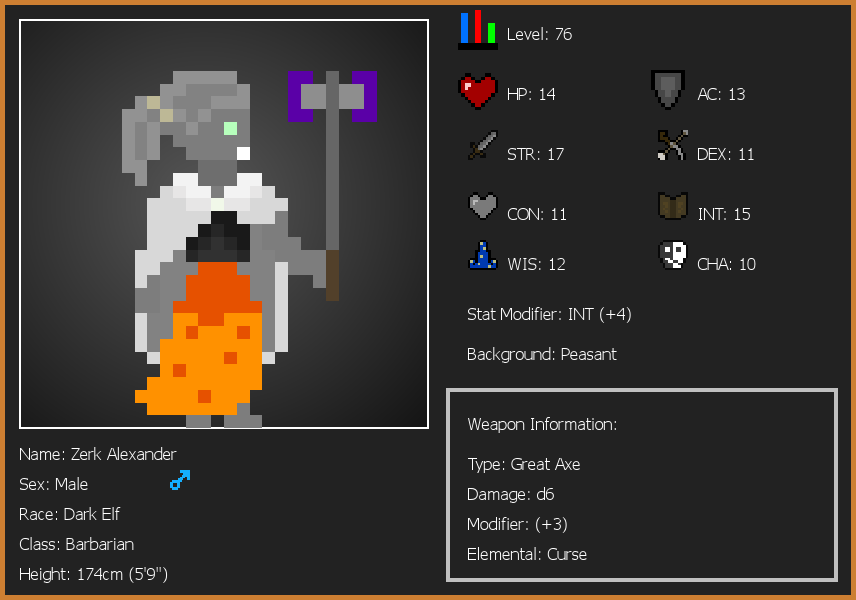 Level: 76
HP: 14
AC: 13
STR: 17
DEX: 11
CON: 11
INT: 15
WIS: 12
CHA: 10
Stat Modifier: INT (+4)
Background: Peasant
Weapon Information:
Type: Great Axe
Damage: d6
Modifier: (+3)
Elemental: Curse
Name: Zerk Alexander
Sex: Male
Race: Dark Elf
Class: Barbarian
Height: 174cm (5'9")